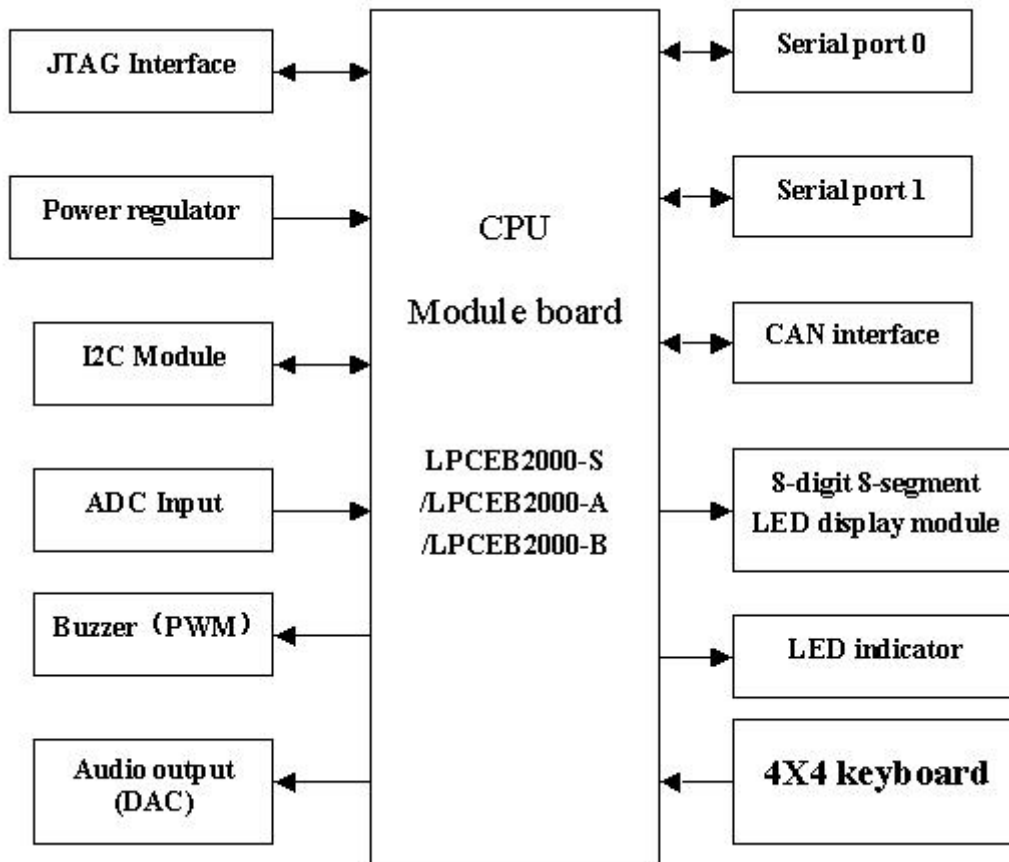 JTAG Interface
Power regulator
I2C Module
ADC Input
Buzzer（PWM）
Audio output
(DAC)
CPU
Module board
LPCEB2000-S
/LPCEB2000-A
/LPCEB2000-B
Serial port 0
Serial port 1
CAN interface
8-digit 8-segment
LED display module
LED indicator
4X4 keyboard